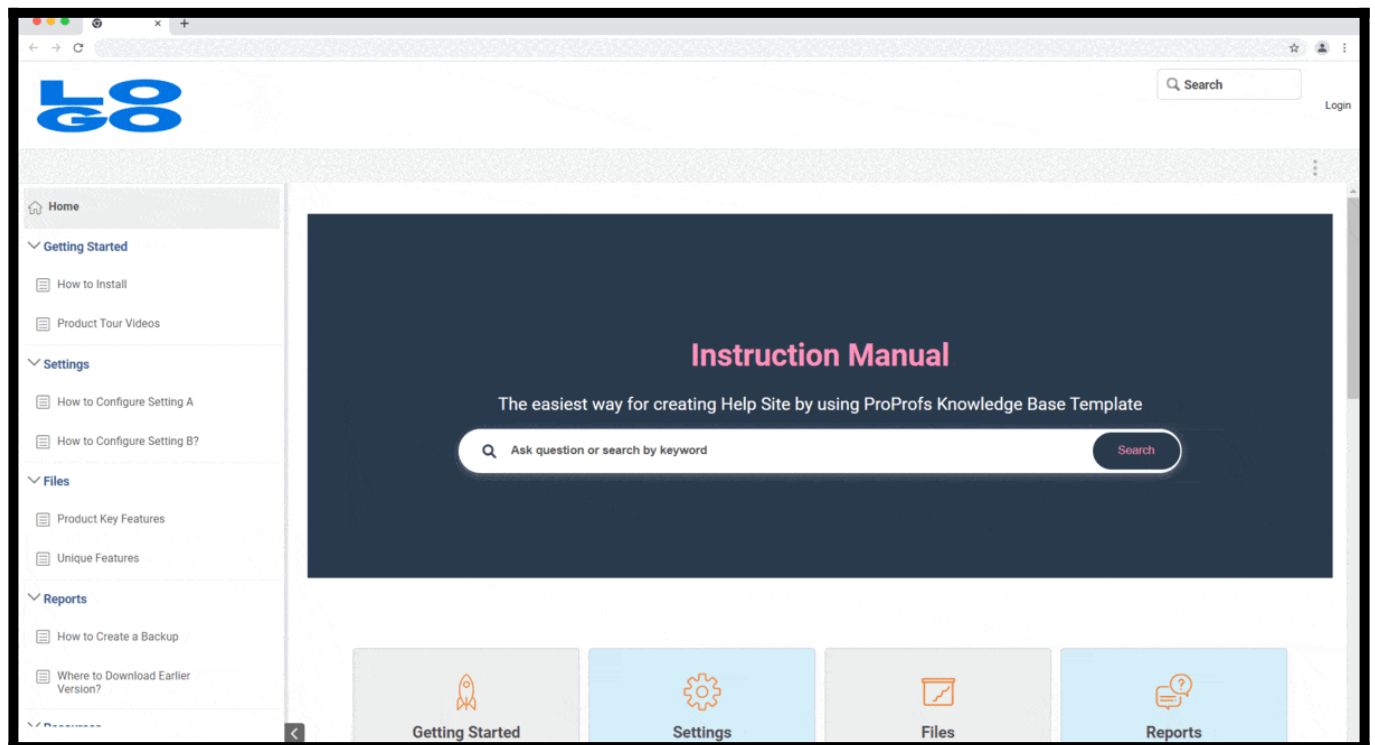 LO
GO
Search
Login
Home
Getting Started
How to Install
Product Tour Videos
Settings
How to Configure Setting A
How to Configure Setting B?
Files
Product Key Features
Unique Features
Reports
How to Create a Backup
Where to Download Earlier
Version?
Instruction Manual
The easiest way for creating Help Site by using ProProfs Knowledge Base Template
Ask question or search by keyword
Search
Getting Started
Settings
Files
Reports